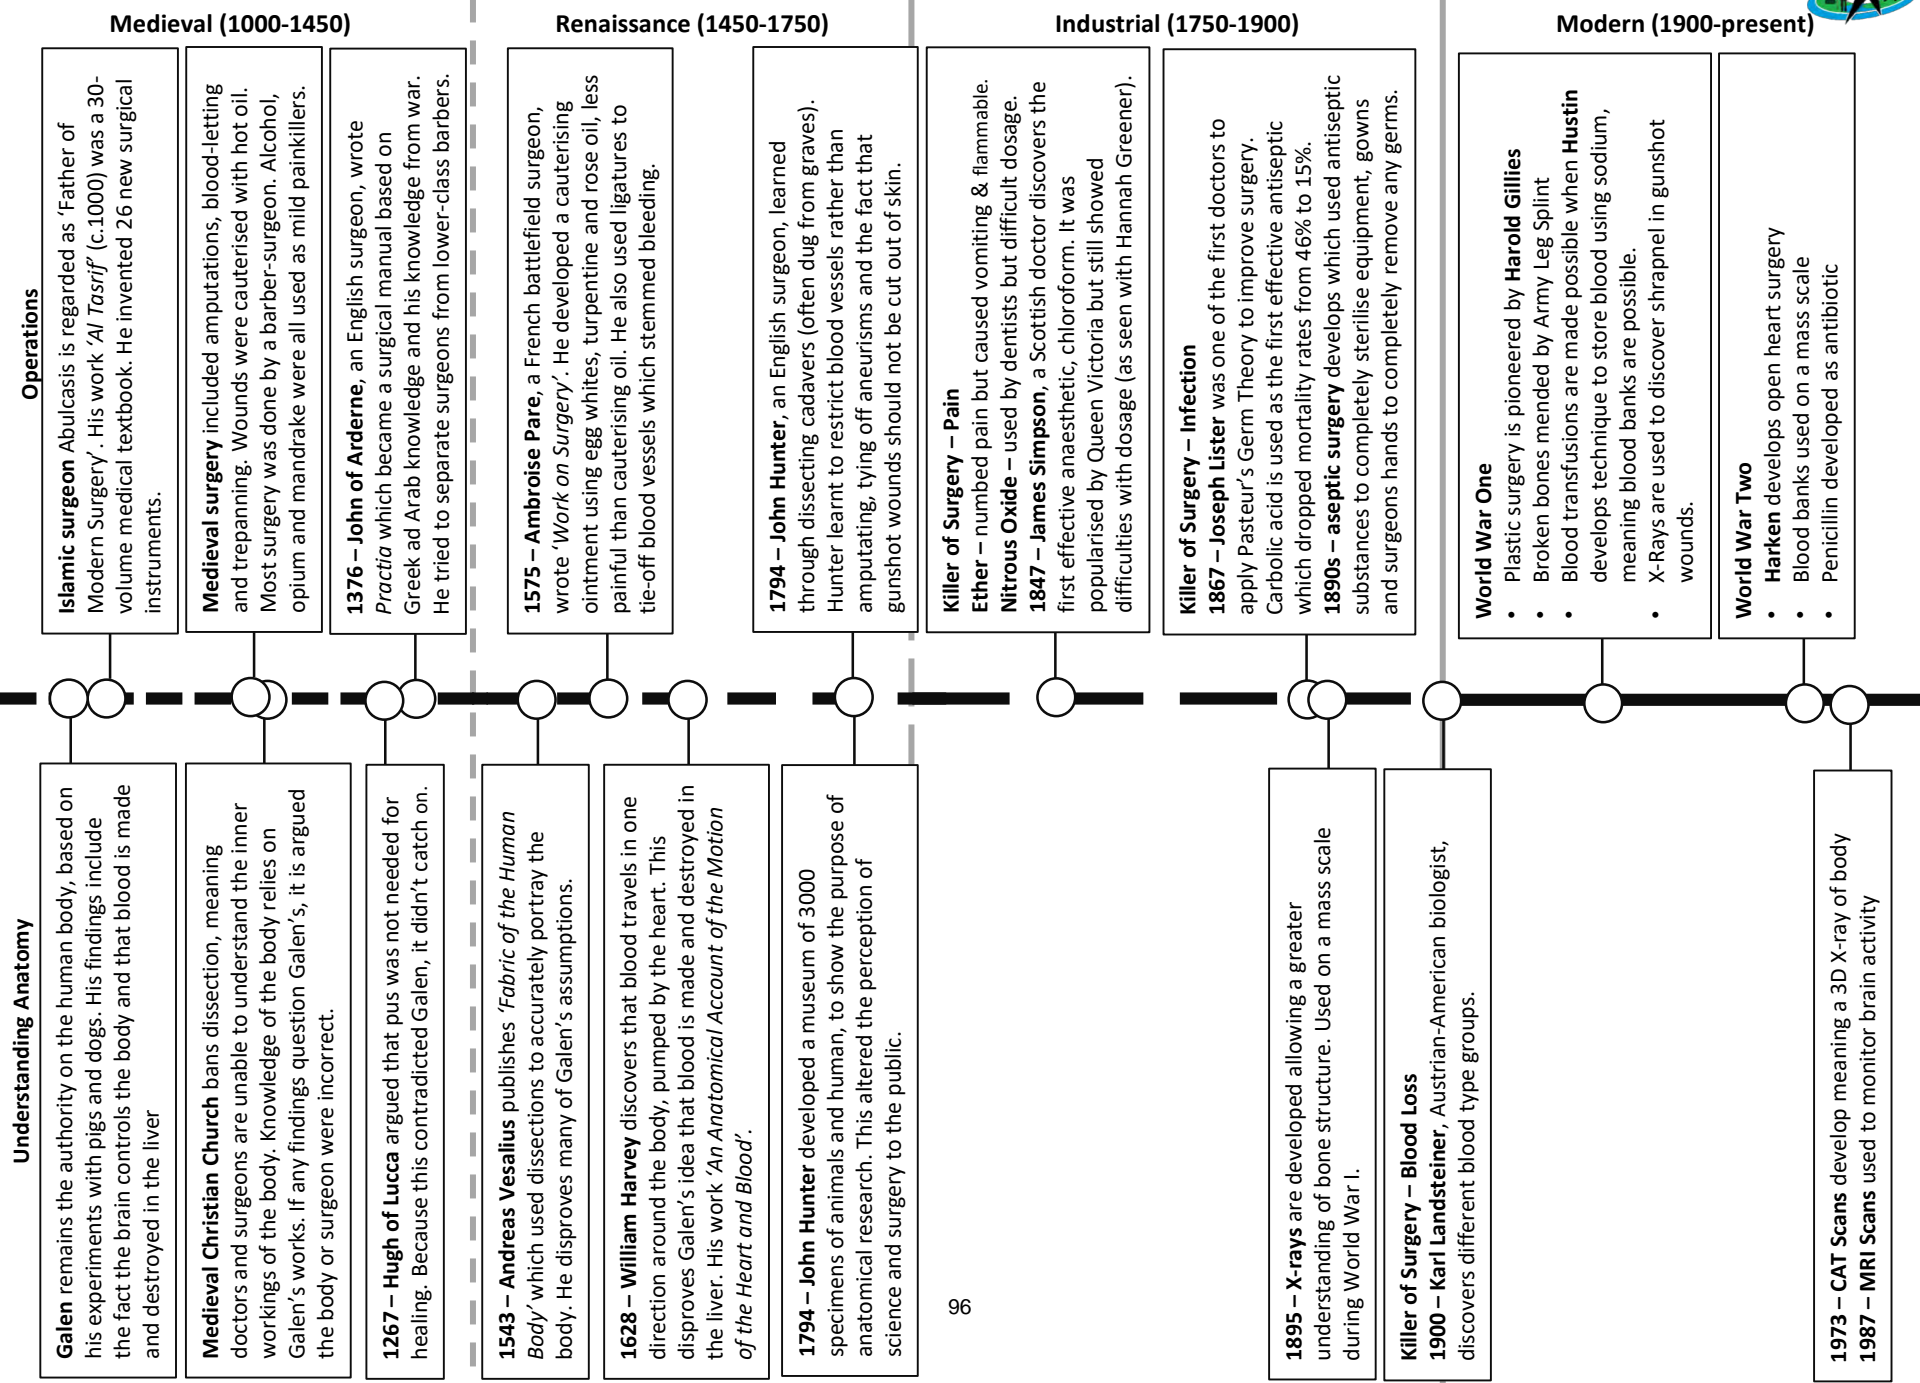 Medieval (1000-1450)
Renaissance (1450-1750)
Industrial (1750-1900)
Modern (1900-present)
Operations
Islamic surgeon Abulcasis is regarded as ‘Father of
Modern Surgery’. His work ‘Al Tasrif’ (c.1000) was a 30-
volume medical textbook. He invented 26 new surgical
instruments.
Medieval surgery included amputations, blood-letting
and trepanning. Wounds were cauterised with hot oil.
Most surgery was done by a barber-surgeon. Alcohol,
opium and mandrake were all used as mild painkillers.
1376 – John of Arderne, an English surgeon, wrote
Practia which became a surgical manual based on
Greek ad Arab knowledge and his knowledge from war.
He tried to separate surgeons from lower-class barbers.
1575 – Ambroise Pare, a French battlefield surgeon,
wrote ‘Work on Surgery’. He developed a cauterising
ointment using egg whites, turpentine and rose oil, less
painful than cauterising oil. He also used ligatures to
tie-off blood vessels which stemmed bleeding.
1794 – John Hunter, an English surgeon, learned
through dissecting cadavers (often dug from graves).
Hunter learnt to restrict blood vessels rather than
amputating, tying off aneurisms and the fact that
gunshot wounds should not be cut out of skin.
Killer of Surgery – Pain
Ether – numbed pain but caused vomiting & flammable.
Nitrous Oxide – used by dentists but difficult dosage.
1847 – James Simpson, a Scottish doctor discovers the
first effective anaesthetic, chloroform. It was
popularised by Queen Victoria but still showed
difficulties with dosage (as seen with Hannah Greener).
Killer of Surgery – Infection
1867 – Joseph Lister was one of the first doctors to
apply Pasteur’s Germ Theory to improve surgery.
Carbolic acid is used as the first effective antiseptic
which dropped mortality rates from 46% to 15%.
1890s – aseptic surgery develops which used antiseptic
substances to completely sterilise equipment, gowns
and surgeons hands to completely remove any germs.
World War One
• Plastic surgery is pioneered by Harold Gillies
• Broken bones mended by Army Leg Splint
• Blood transfusions are made possible when Hustin
develops technique to store blood using sodium,
meaning blood banks are possible.
• X-Rays are used to discover shrapnel in gunshot
wounds.
World War Two
• Harken develops open heart surgery
• Blood banks used on a mass scale
• Penicillin developed as antibiotic
Understanding Anatomy
Galen remains the authority on the human body, based on
his experiments with pigs and dogs. His findings include
the fact the brain controls the body and that blood is made
and destroyed in the liver
Medieval Christian Church bans dissection, meaning
doctors and surgeons are unable to understand the inner
workings of the body. Knowledge of the body relies on
Galen’s works. If any findings question Galen’s, it is argued
the body or surgeon were incorrect.
1267 – Hugh of Lucca argued that pus was not needed for
healing. Because this contradicted Galen, it didn’t catch on.
1543 – Andreas Vesalius publishes ‘Fabric of the Human
Body’ which used dissections to accurately portray the
body. He disproves many of Galen’s assumptions.
1628 – William Harvey discovers that blood travels in one
direction around the body, pumped by the heart. This
disproves Galen’s idea that blood is made and destroyed in
the liver. His work ‘An Anatomical Account of the Motion
of the Heart and Blood’.
1794 – John Hunter developed a museum of 3000
specimens of animals and human, to show the purpose of
anatomical research. This altered the perception of
science and surgery to the public.
1895 – X-rays are developed allowing a greater
understanding of bone structure. Used on a mass scale
during World War I.
Killer of Surgery – Blood Loss
1900 – Karl Landsteiner, Austrian-American biologist,
discovers different blood type groups.
1973 – CAT Scans develop meaning a 3D X-ray of body
1987 – MRI Scans used to monitor brain activity
96